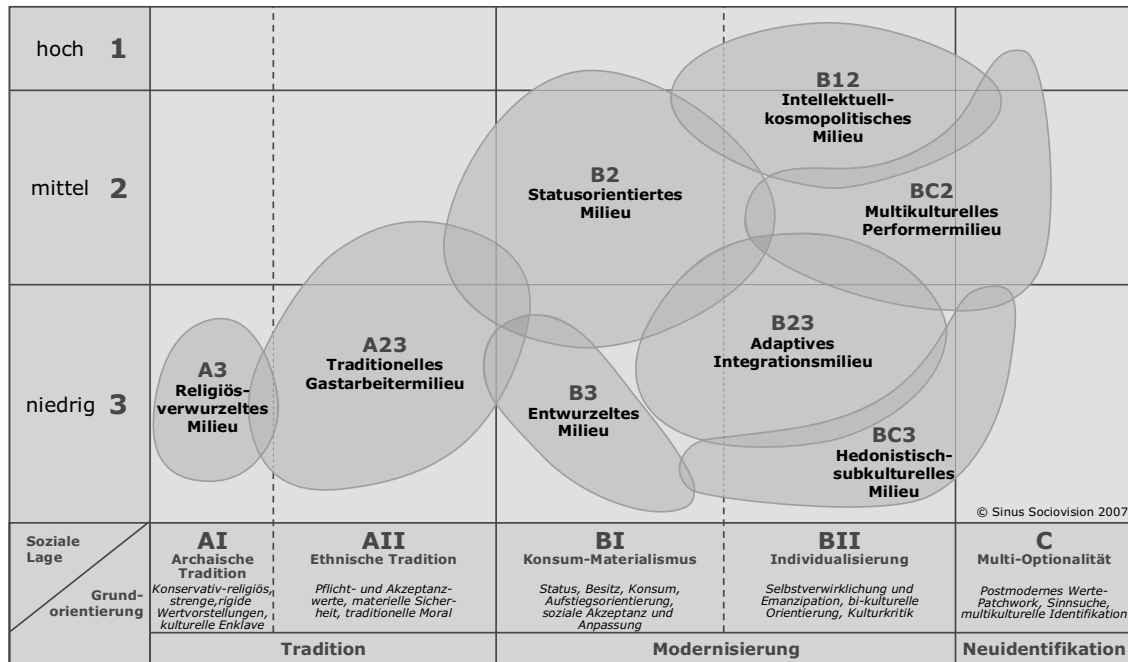 hoch 1
mittel 2
niedrig 3
B12
Intellektuell-
kosmopolitisches
Milieu
B2
Statusorientiertes
Milieu
BC2
Multikulturelles
Performermilieu
A3
Religiös-
verwurzeltes
Milieu
A23
Traditionelles
Gastarbeitermilieu
B23
Adaptives
Integrationsmilieu
B3
Entwurzeltes
Milieu
BC3
Hedonistisch-
subkulturelles
Milieu
© Sinus Sociovision 2007
Soziale
Lage
Grund-
orientierung
AI
Archaische
Tradition
Konservativ-religiös,
strenge,rigide
Wertvorstellungen,
kulturelle Enklave
AII
Ethnische Tradition
Pflicht- und Akzeptanz-
werte, materielle Sicher-
heit, traditionelle Moral
BI
Konsum-Materialismus
Status, Besitz, Konsum,
Aufstiegsorientierung,
soziale Akzeptanz und
Anpassung
BII
Individualisierung
Selbstverwirklichung und
Emanzipation, bi-kulturelle
Orientierung, Kulturkritik
C
Multi-Optionalität
Postmodernes Werte-
Patchwork, Sinnsuche,
multikulturelle Identifikation
Tradition
Modernisierung
Neuidentifikation